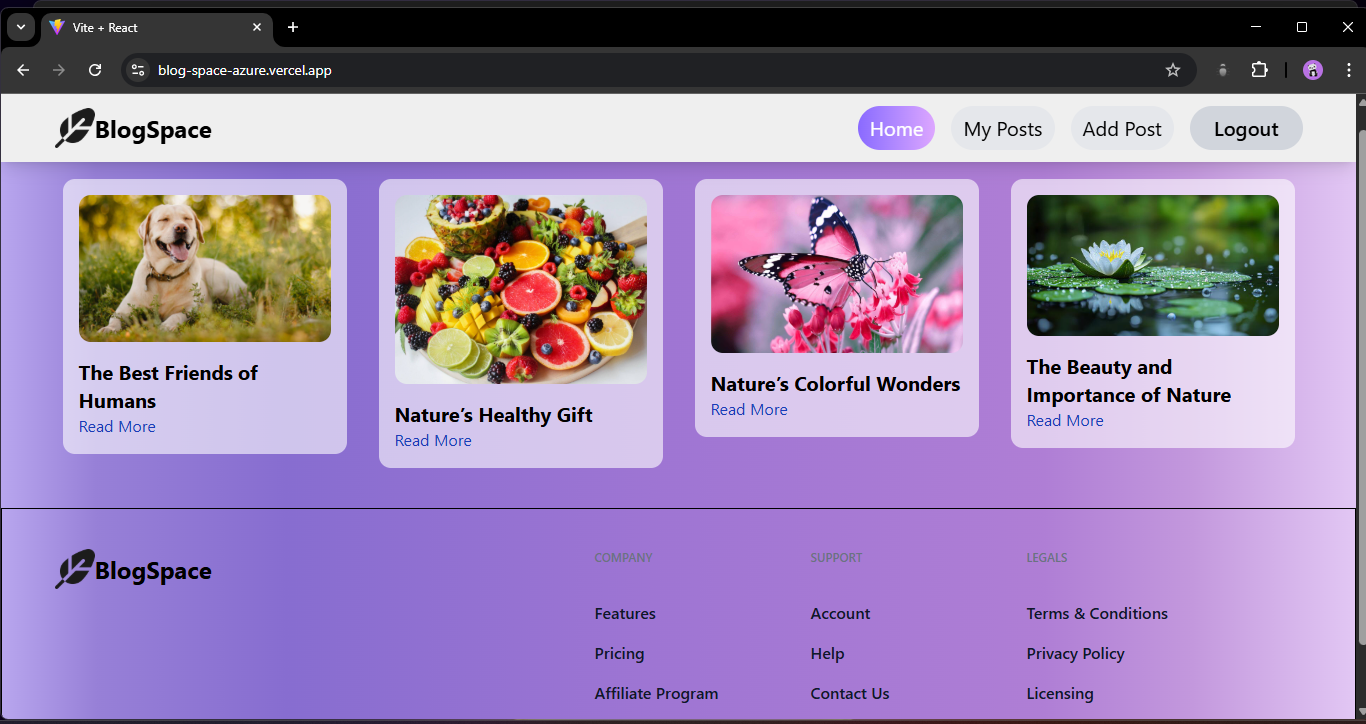 Vite + React
blog-space-azure.vercel.app
BlogSpace
Home
My Posts
Add Post
Logout
The Best Friends of
Humans
Read More
Nature’s Healthy Gift
Read More
Nature’s Colorful Wonders
Read More
The Beauty and
Importance of Nature
Read More
BlogSpace
COMPANY
Features
Pricing
Affiliate Program
SUPPORT
Account
Help
Contact Us
LEGALS
Terms & Conditions
Privacy Policy
Licensing